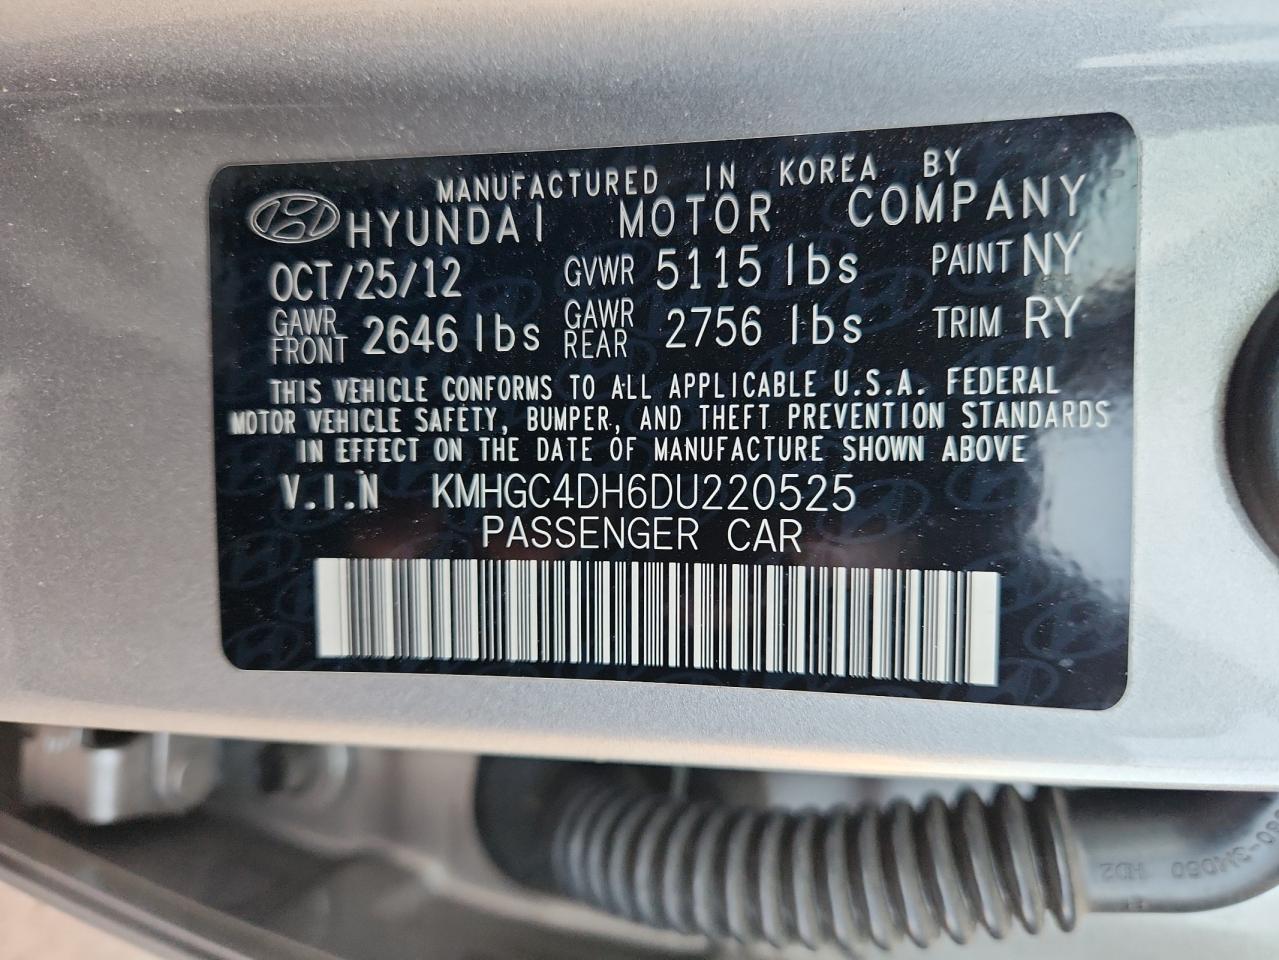 MANUFACTURED IN KOREA BY
HYUNDAI MOTOR COMPANY
OCT/25/12 GVWR 5115 lbs PAINT NY
GAWR FRONT 2646 lbs GAWR REAR 2756 lbs TRIM RY
THIS VEHICLE CONFORMS TO ALL APPLICABLE U.S.A. FEDERAL
MOTOR VEHICLE SAFETY, BUMPER, AND THEFT PREVENTION STANDARDS
IN EFFECT ON THE DATE OF MANUFACTURE SHOWN ABOVE
V.I.N KMHGC4DH6DU220525
PASSENGER CAR
HD2